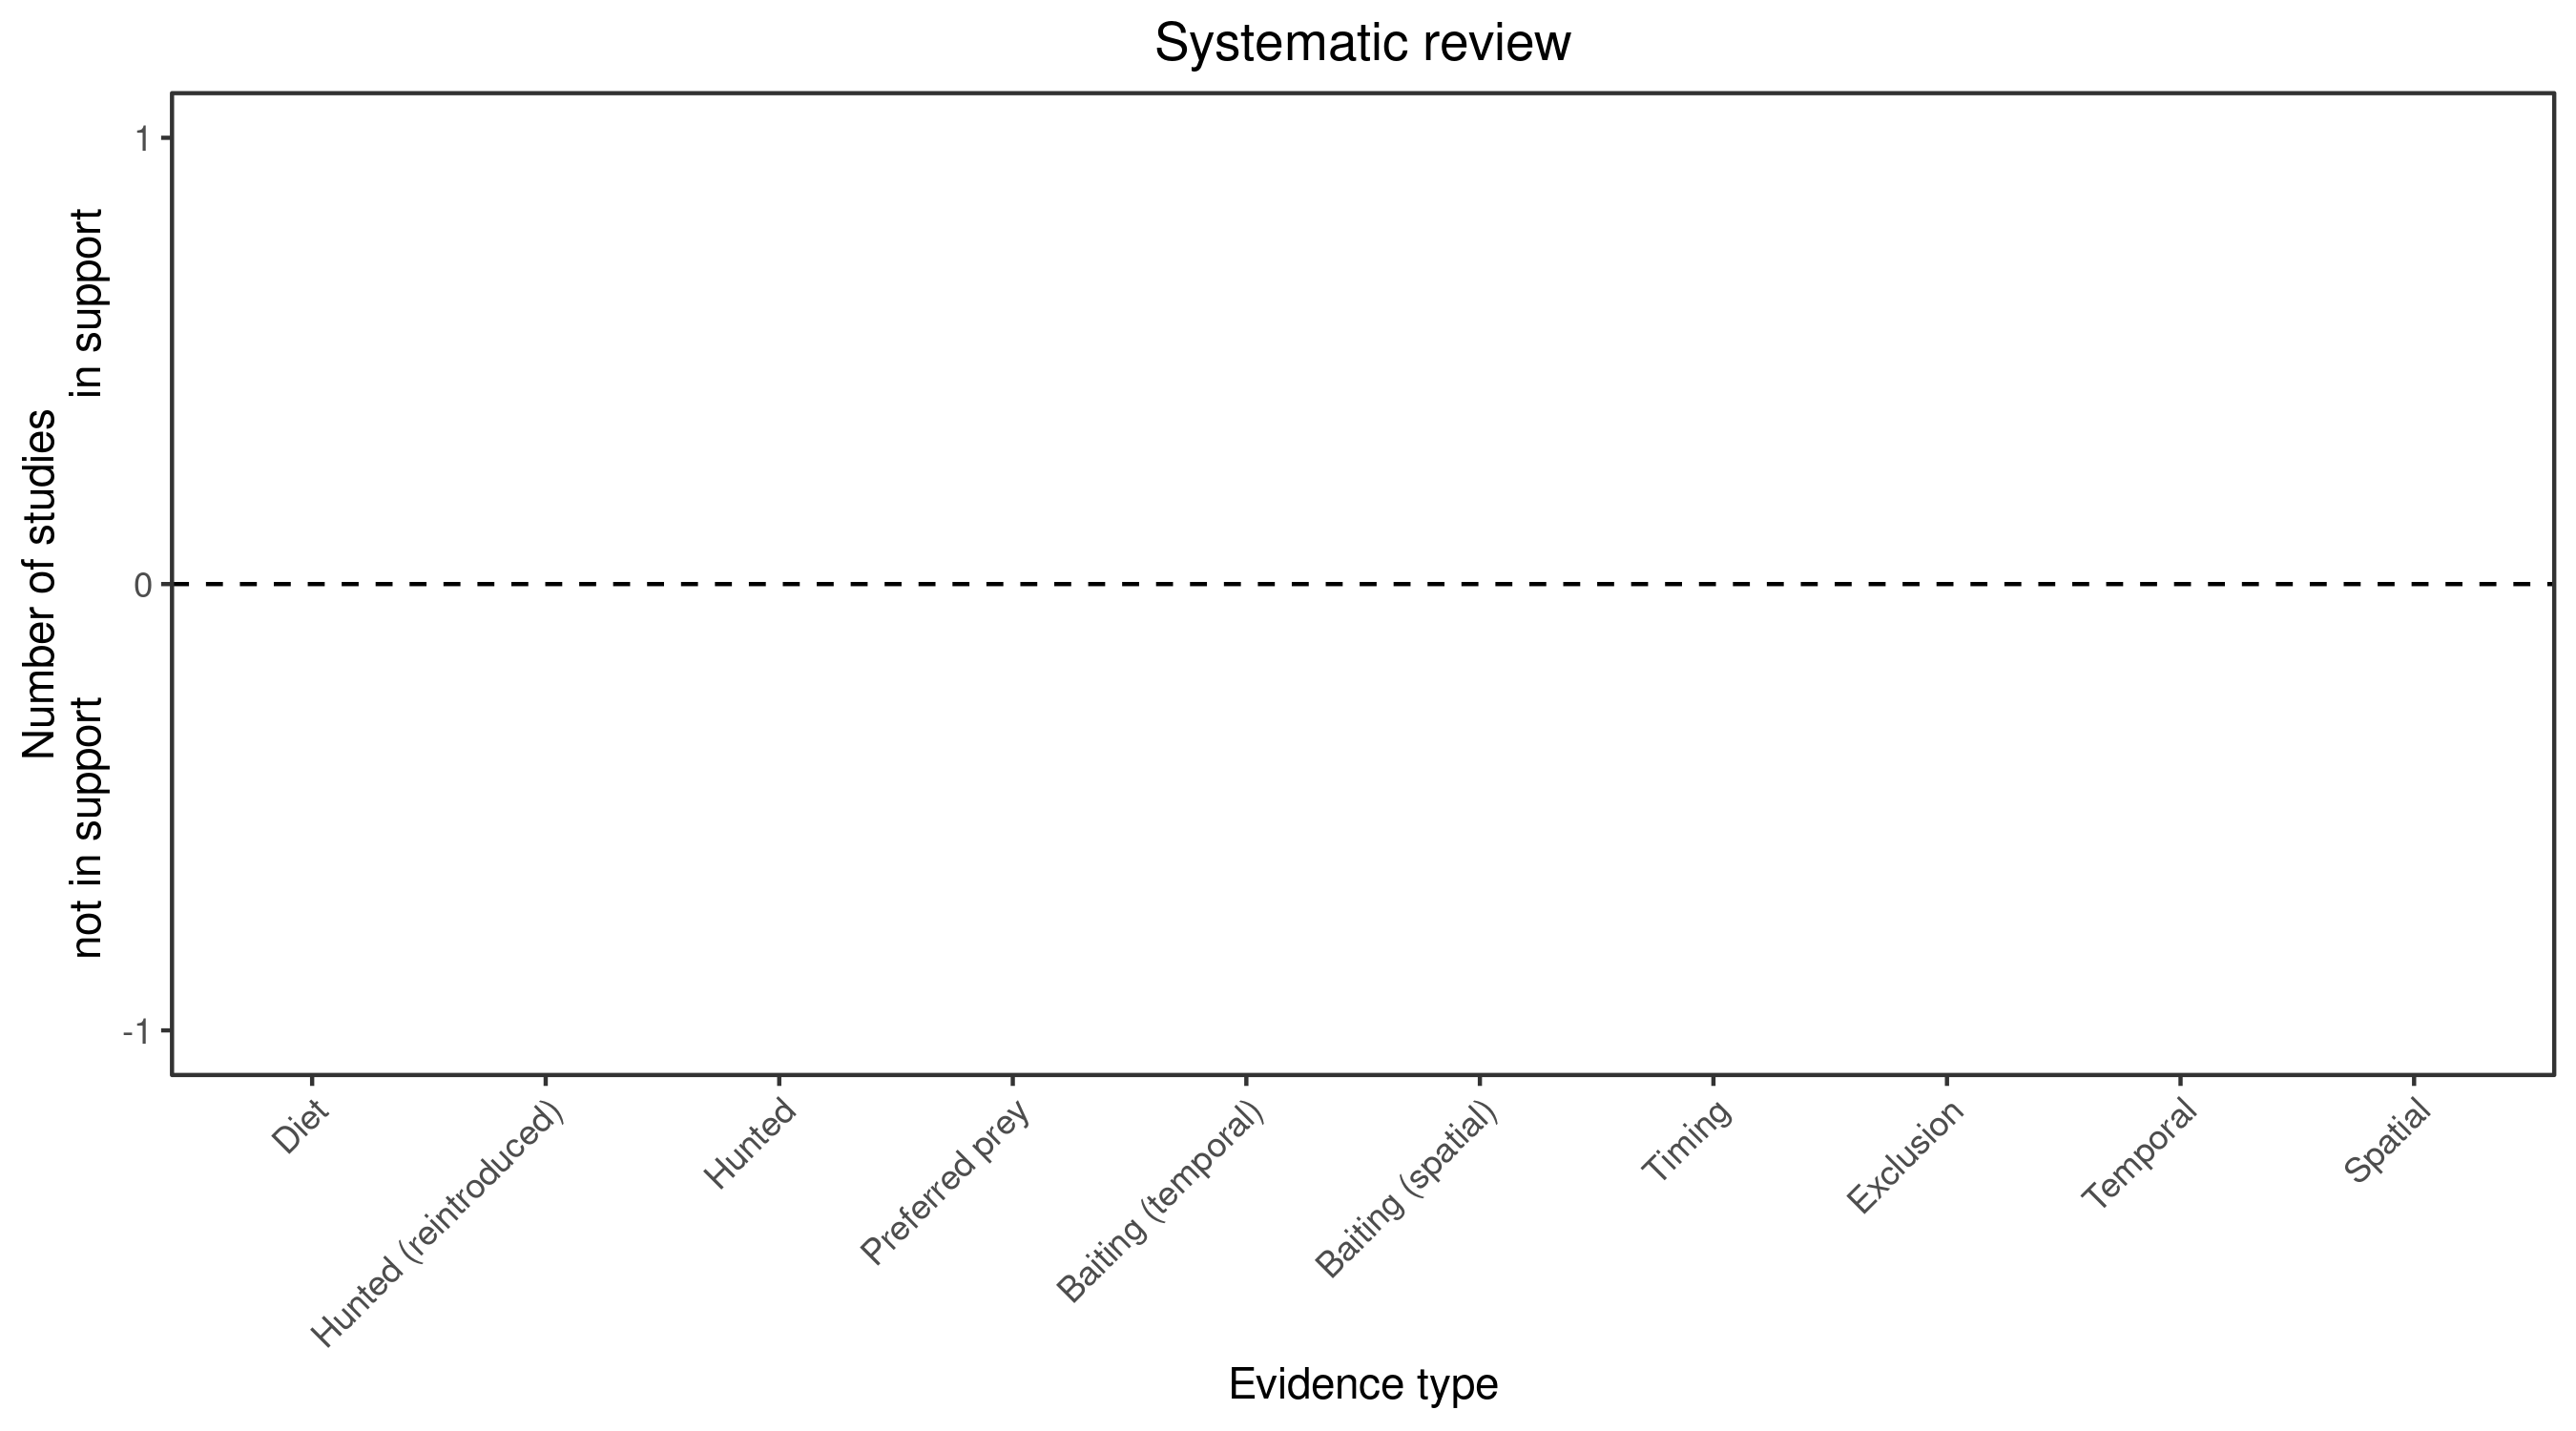 Systematic review
Number of studies
not in support
in support
1
0
-1
Diet
Hunted (reintroduced)
Hunted
Preferred prey
Baiting (temporal)
Baiting (spatial)
Timing
Exclusion
Temporal
Spatial
Evidence type